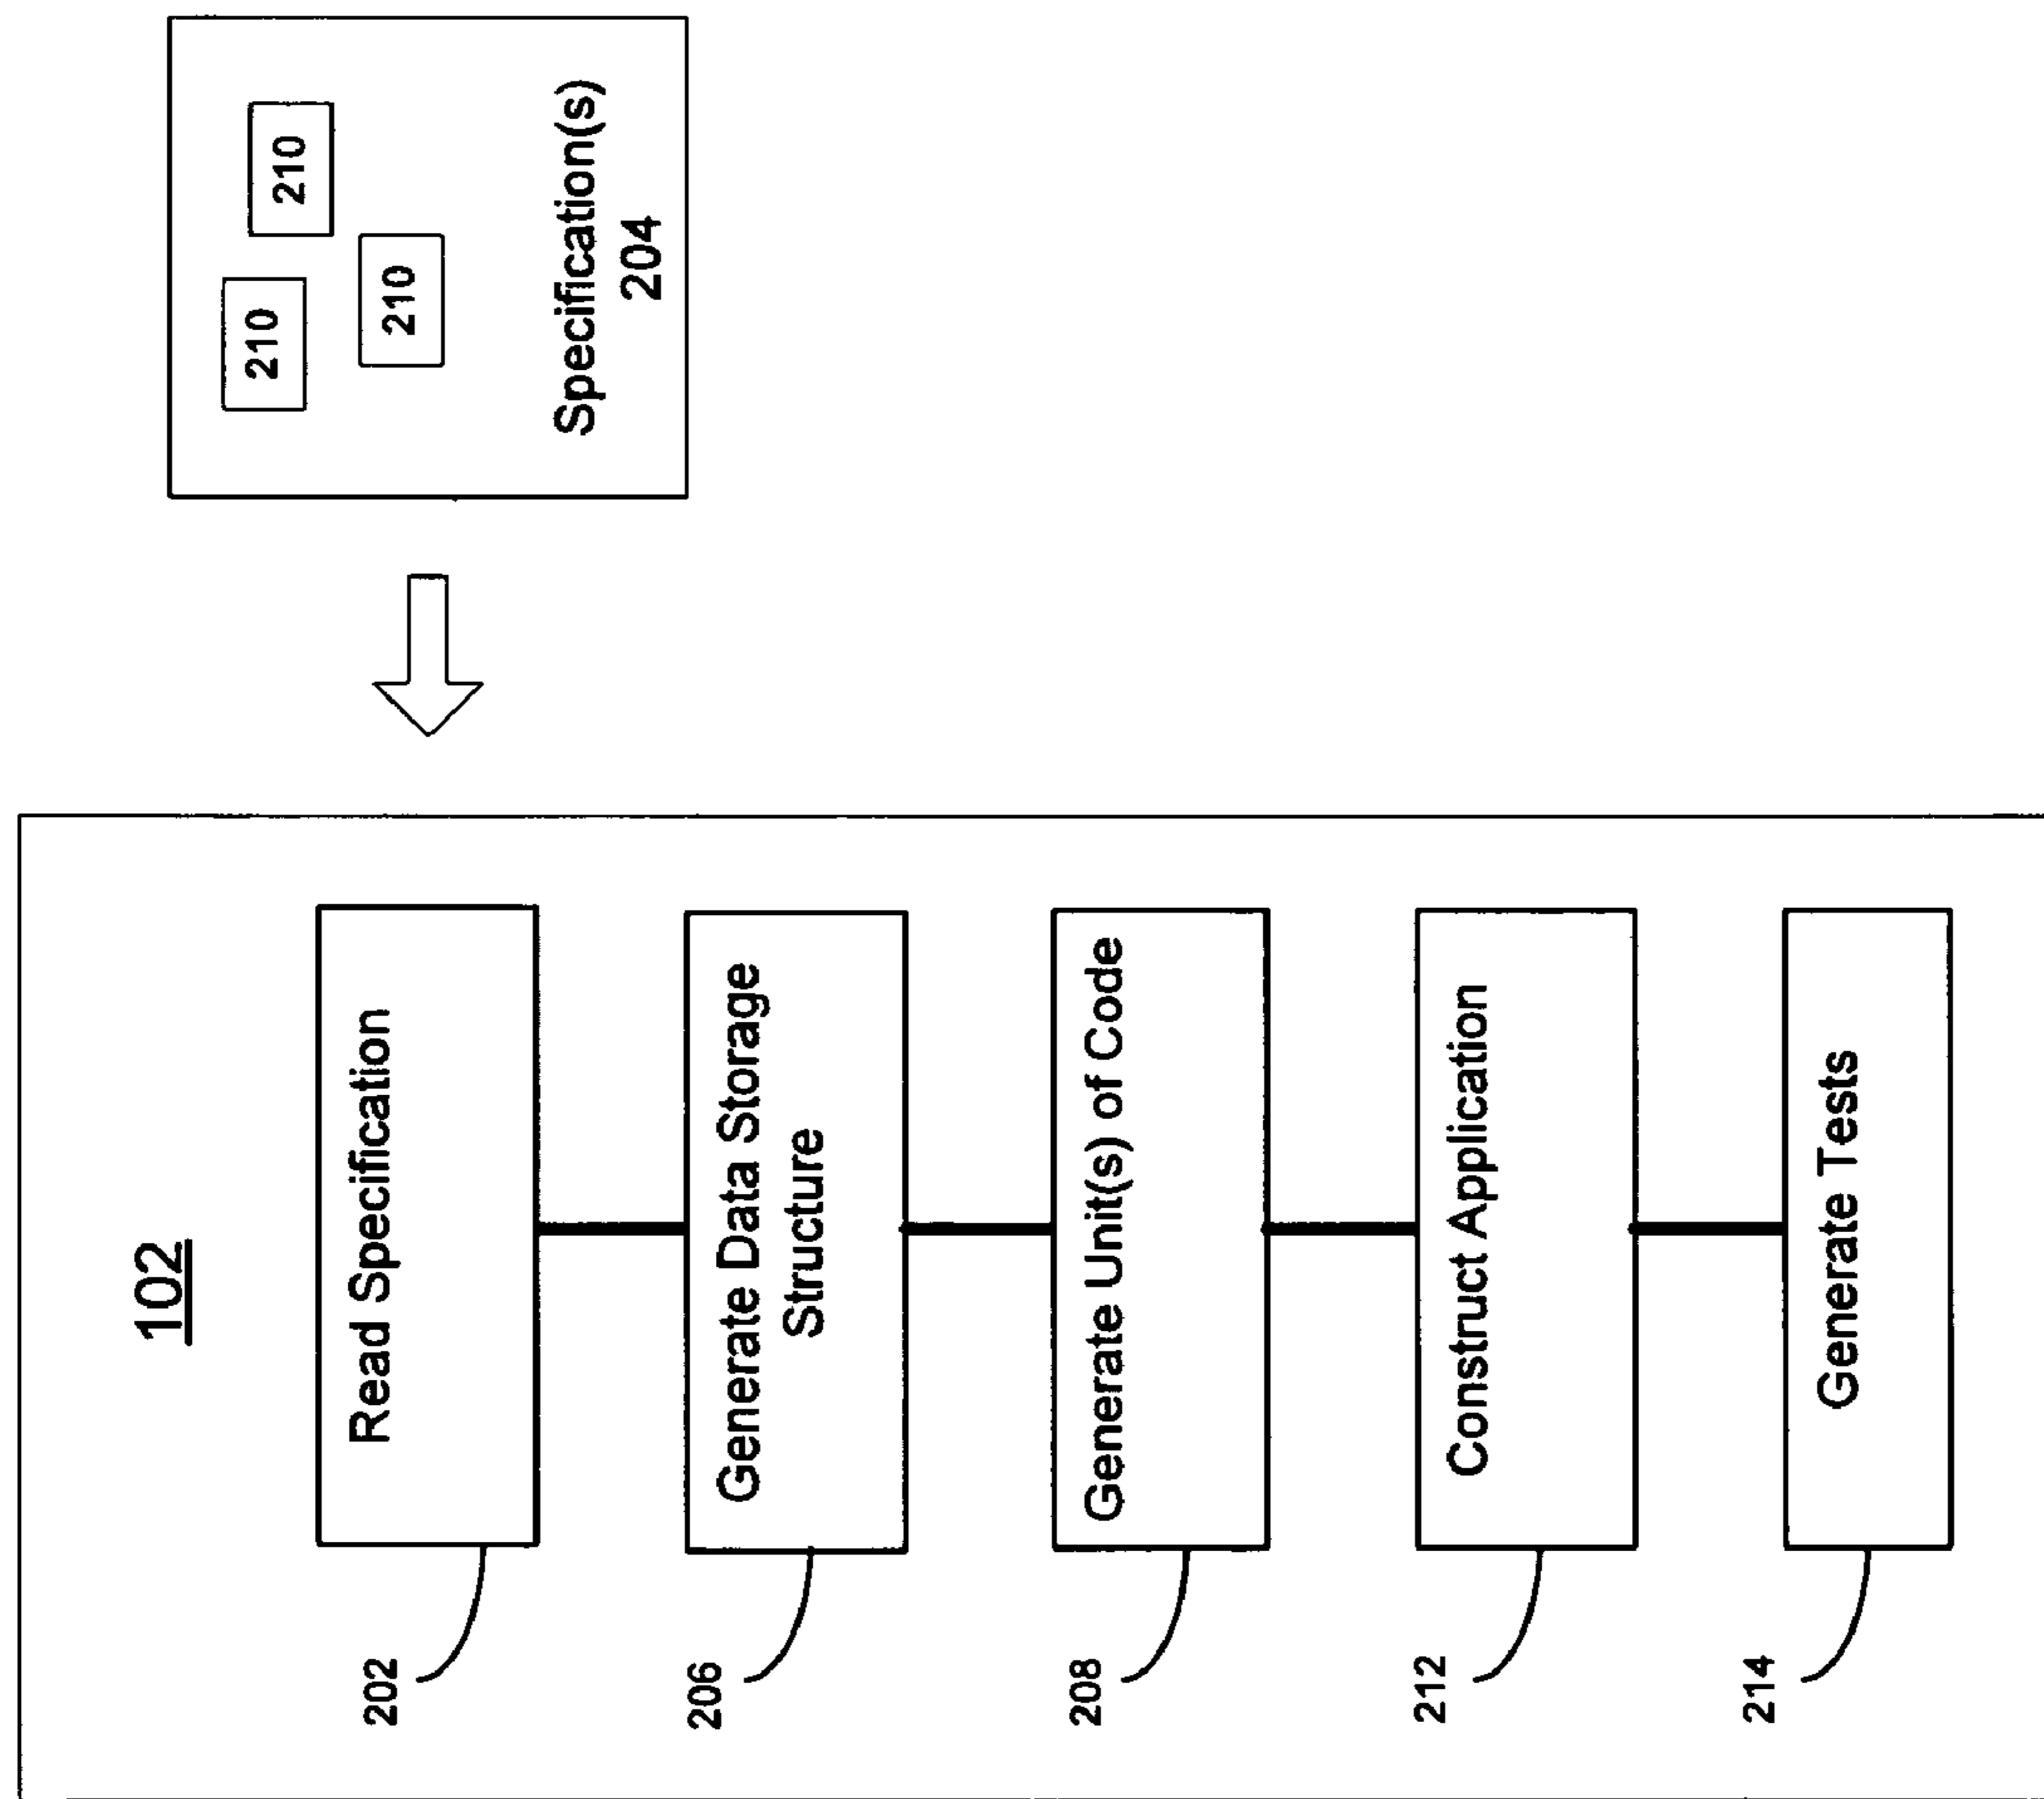 102
202
Read Specification
206
Generate Data Storage
Structure
208
Generate Unit(s) of Code
212
Construct Application
214
Generate Tests
210
210
210
Specification(s)
204